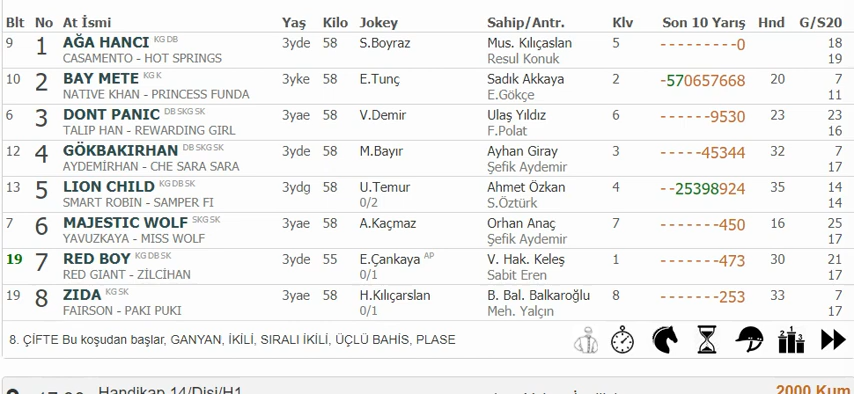 Blt No At İsmi Yaş Kilo Jokey Sahip/Antr. Klv Son 10 Yarış Hnd G/S20
9 1 AĞA HANCI KG DB 3yde 58 S.Boyraz Mus. Kılıçaslan 5 ---------0 18
CASAMENTO - HOT SPRINGS Resul Konuk 19
10 2 BAY METE KG K 3yke 58 E.Tunç Sadık Akkaya 2 -570657668 20 7
NATIVE KHAN - PRINCESS FUNDA E.Gökçe 11
6 3 DONT PANIC DB SKG SK 3yae 58 V.Demir Ulaş Yıldız 6 ------9530 23 23
TALIP HAN - REWARDING GIRL F.Polat 16
12 4 GÖKBAKIRHAN DB SKG SK 3yde 58 M.Bayır Ayhan Giray 3 -----45344 32 7
AYDEMİRHAN - CHE SARA SARA Şefik Aydemir 17
13 5 LION CHILD KG DB SK 3ydg 58 U.Temur Ahmet Özkan 4 --25398924 35 14
SMART ROBIN - SAMPER FI 0/2 S.Öztürk 14
7 6 MAJESTIC WOLF SKG SK 3yae 58 A.Kaçmaz Orhan Anaç 7 -------450 16 25
YAVUZKAYA - MISS WOLF Şefik Aydemir 17
19 7 RED BOY KG DB SK 3yde 55 E.Çankaya AP V. Hak. Keleş 1 -------473 30 21
RED GIANT - ZİLCİHAN 0/1 Sabit Eren 17
19 8 ZIDA KG SK 3yae 58 H.Kılıçarslan B. Bal. Balkaroğlu 8 -------253 33 7
FAIRSON - PAKI PUKI 0/1 Meh. Yalçın 17
8. ÇİFTE Bu koşudan başlar, GANYAN, İKİLİ, SIRALI İKİLİ, ÜÇLÜ BAHİS, PLASE
2 1 3
Handikap 14/Dişi/H1 2000 Kum